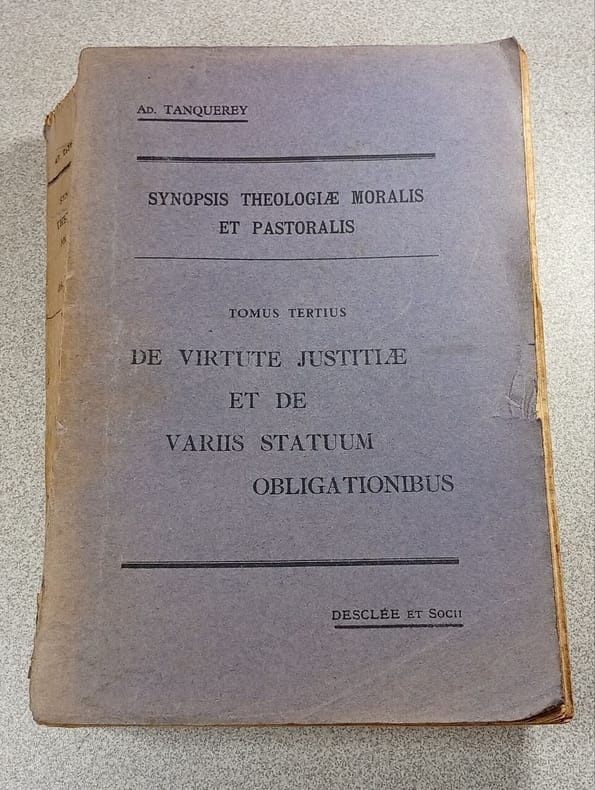 AD. TANQUEREY
SYNOPSIS THEOLOGIÆ MORALIS
ET PASTORALIS
TOMUS TERTIUS
DE VIRTUTE JUSTITIÆ
ET DE
VARIIS STATUUM
OBLIGATIONIBUS
DESCLÉE ET SOCII